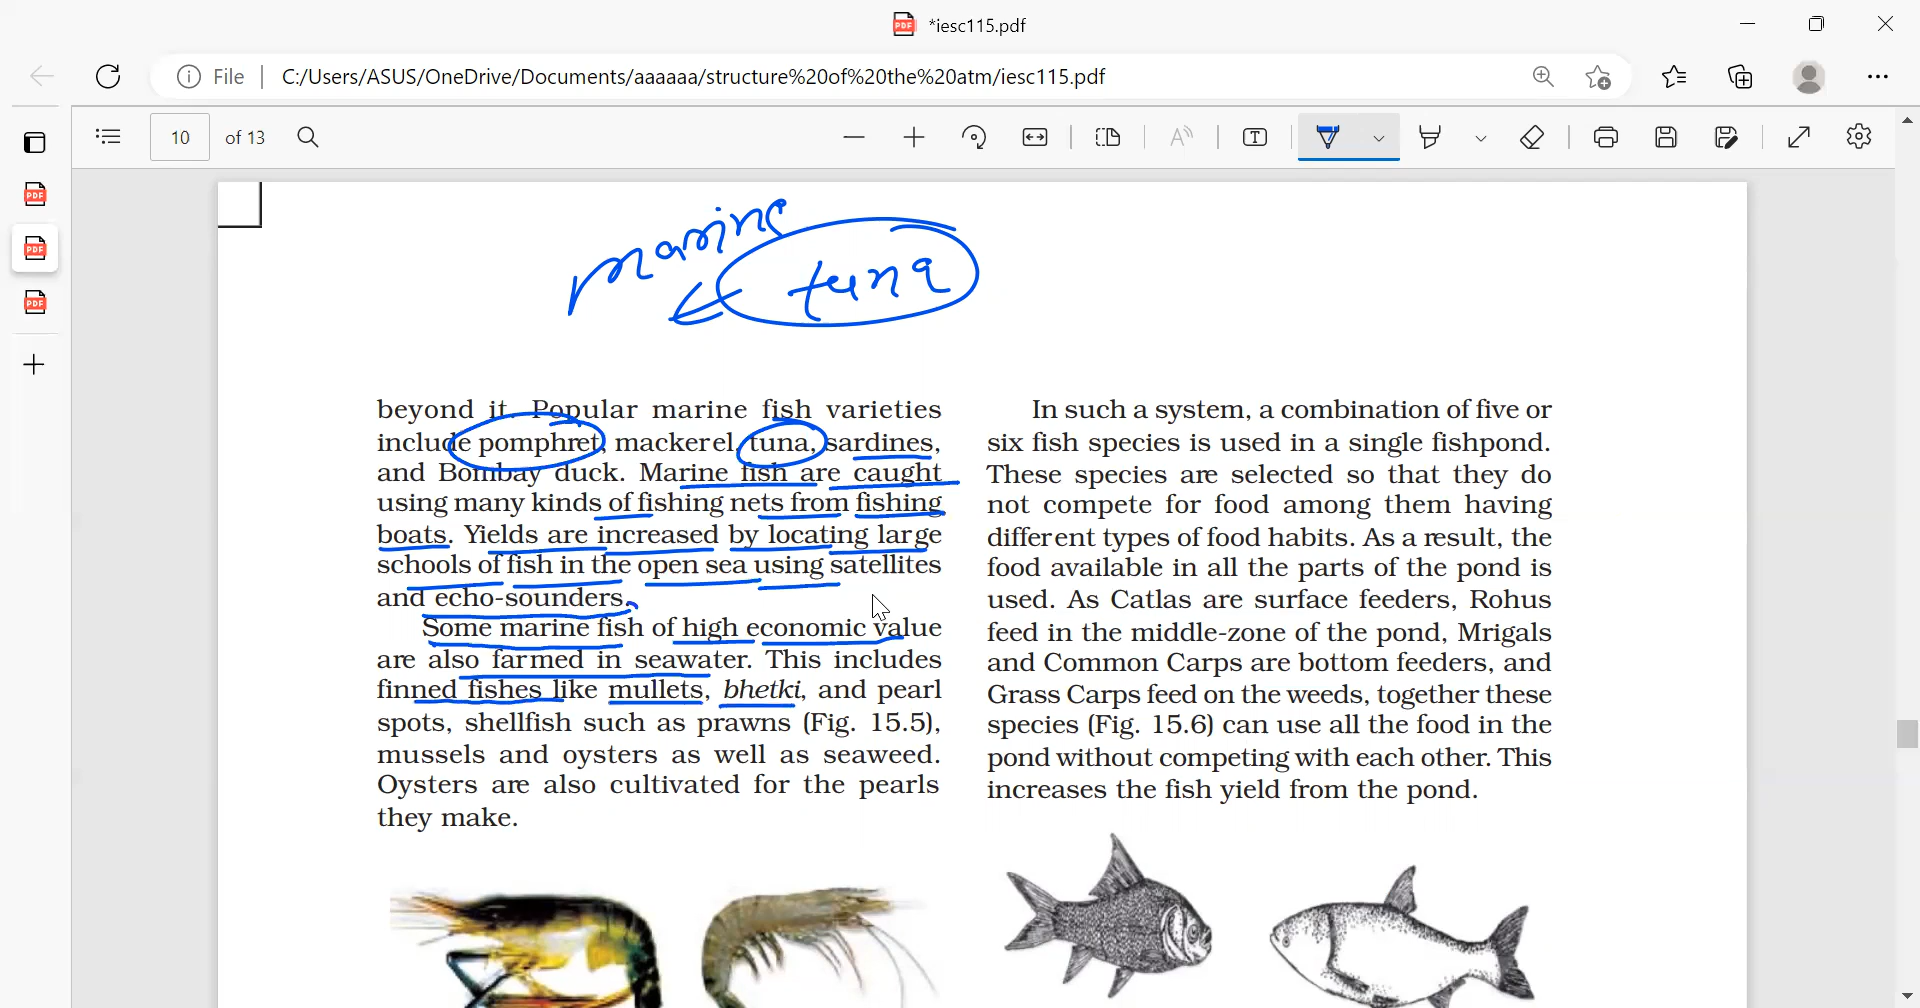 *iesc115.pdf
File
C:/Users/ASUS/OneDrive/Documents/aaaaaa/structure%20of%20the%20atm/iesc115.pdf
10 of 13
marine
tuna
beyond it. Popular marine fish varieties
include pomphret, mackerel, tuna, sardines,
and Bombay duck. Marine fish are caught
using many kinds of fishing nets from fishing
boats. Yields are increased by locating large
schools of fish in the open sea using satellites
and echo-sounders.
Some marine fish of high economic value
are also farmed in seawater. This includes
finned fishes like mullets, bhetki, and pearl
spots, shellfish such as prawns (Fig. 15.5),
mussels and oysters as well as seaweed.
Oysters are also cultivated for the pearls
they make.
In such a system, a combination of five or
six fish species is used in a single fishpond.
These species are selected so that they do
not compete for food among them having
different types of food habits. As a result, the
food available in all the parts of the pond is
used. As Catlas are surface feeders, Rohus
feed in the middle-zone of the pond, Mrigals
and Common Carps are bottom feeders, and
Grass Carps feed on the weeds, together these
species (Fig. 15.6) can use all the food in the
pond without competing with each other. This
increases the fish yield from the pond.